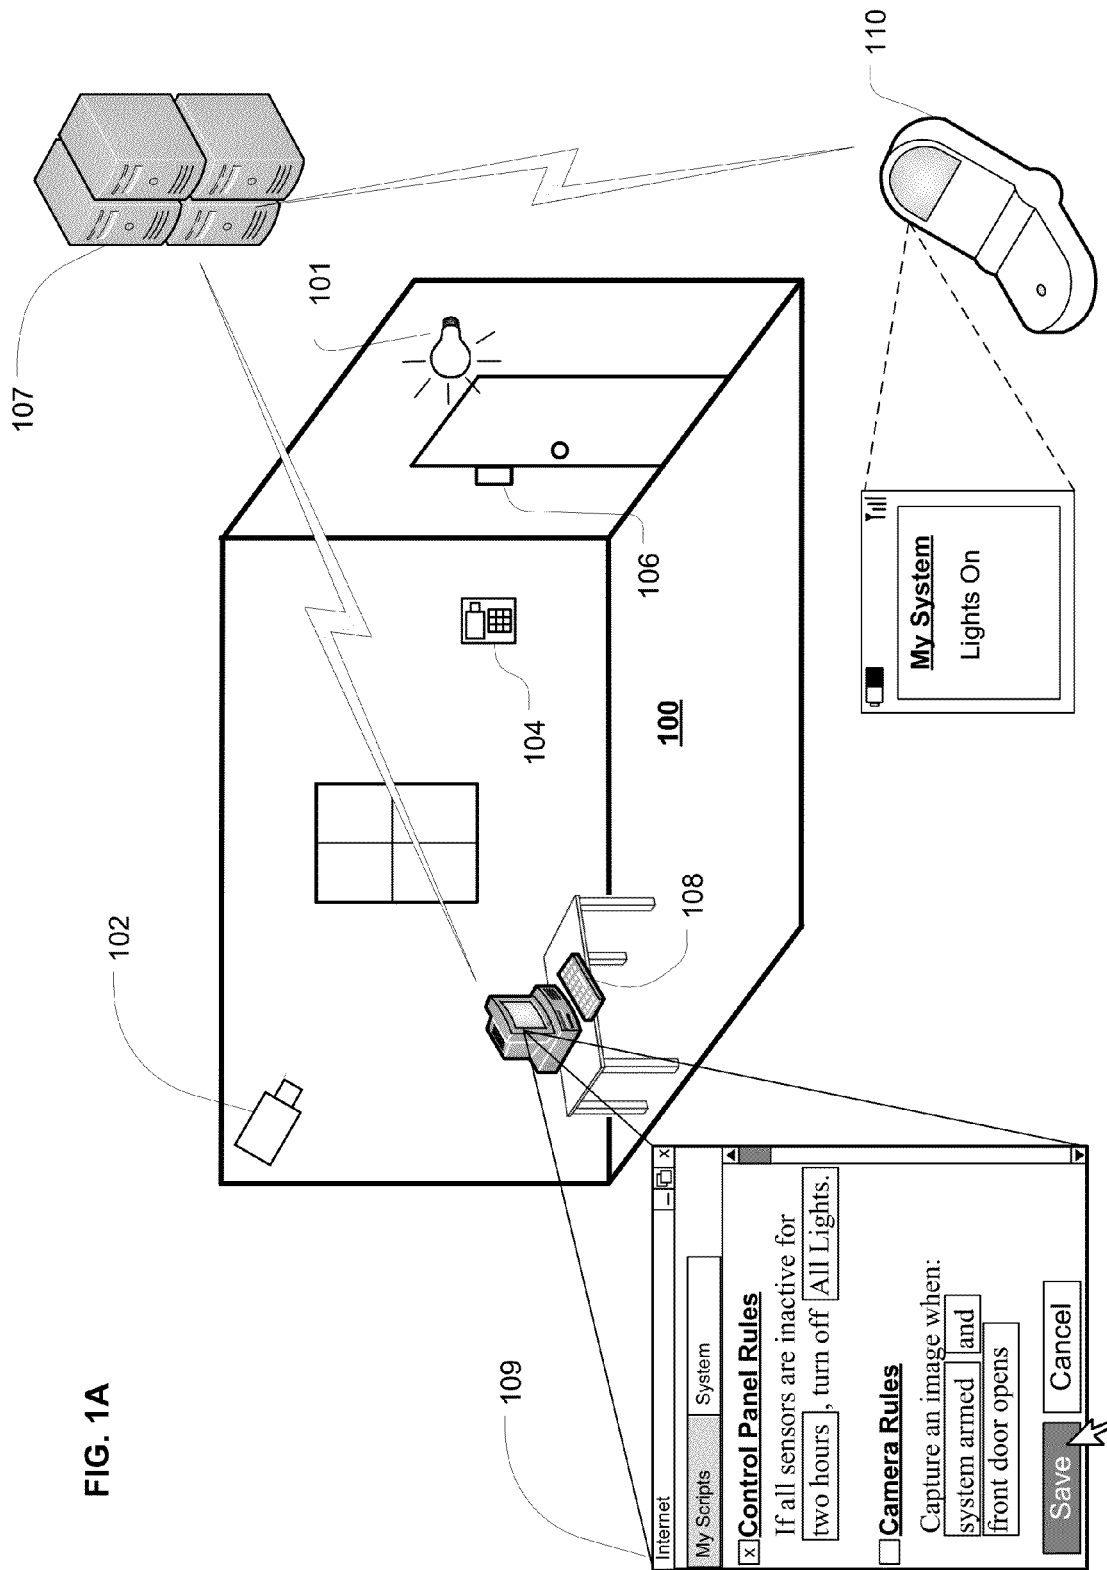 FIG. 1A
107
101
110
102
104
106
100
108
109
Internet
x
My Scripts
System
x Control Panel Rules
If all sensors are inactive for
two hours , turn off All Lights.
Camera Rules
Capture an image when:
system armed and
front door opens
Save
Cancel
My System
Lights On